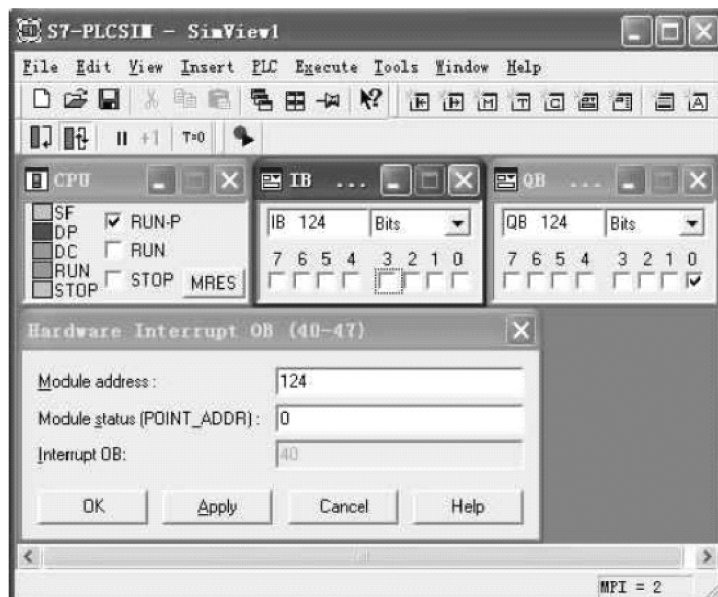 S7-PLCSIM - SimView1
File Edit View Insert PLC Execute Tools Window Help
+1 T=0
CPU
SF
DP
DC
RUN
STOP
RUN-P
RUN
STOP
MRES
IB ...
IB 124 Bits
7 6 5 4 3 2 1 0
QB ...
QB 124 Bits
7 6 5 4 3 2 1 0
Hardware Interrupt OB (40-47)
Module address : 124
Module status (POINT_ADDR) : 0
Interrupt OB: 40
OK Apply Cancel Help
MPI = 2